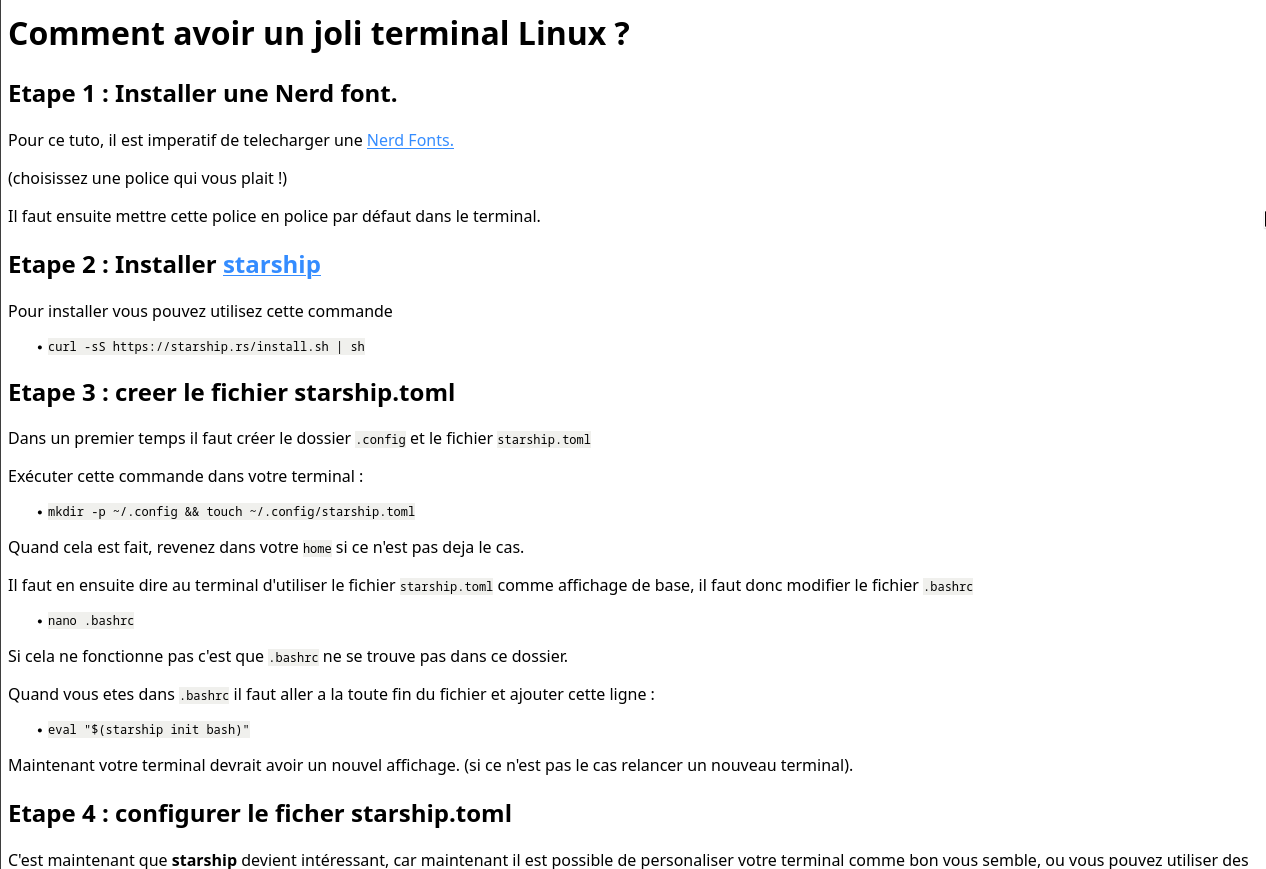 Comment avoir un joli terminal Linux ?
Etape 1 : Installer une Nerd font.
Pour ce tuto, il est imperatif de telecharger une Nerd Fonts.
(choisissez une police qui vous plait !)
Il faut ensuite mettre cette police en police par défaut dans le terminal.
Etape 2 : Installer starship
Pour installer vous pouvez utilisez cette commande
• curl -sS https://starship.rs/install.sh | sh
Etape 3 : creer le fichier starship.toml
Dans un premier temps il faut créer le dossier .config et le fichier starship.toml
Exécuter cette commande dans votre terminal :
• mkdir -p ~/.config && touch ~/.config/starship.toml
Quand cela est fait, revenez dans votre home si ce n'est pas deja le cas.
Il faut en ensuite dire au terminal d'utiliser le fichier starship.toml comme affichage de base, il faut donc modifier le fichier .bashrc
• nano .bashrc
Si cela ne fonctionne pas c'est que .bashrc ne se trouve pas dans ce dossier.
Quand vous etes dans .bashrc il faut aller a la toute fin du fichier et ajouter cette ligne :
• eval "$(starship init bash)"
Maintenant votre terminal devrait avoir un nouvel affichage. (si ce n'est pas le cas relancer un nouveau terminal).
Etape 4 : configurer le ficher starship.toml
C'est maintenant que starship devient intéressant, car maintenant il est possible de personaliser votre terminal comme bon vous semble, ou vous pouvez utiliser des